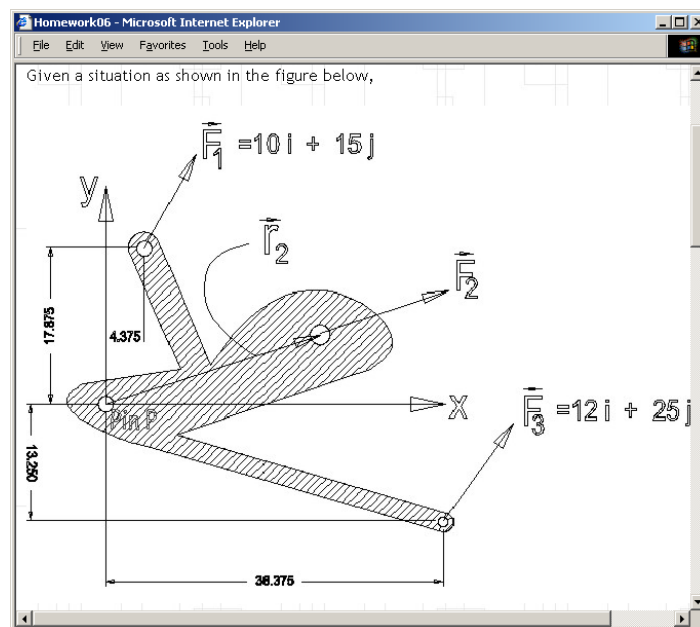 Homework06 - Microsoft Internet Explorer
File Edit View Favorites Tools Help
Given a situation as shown in the figure below,
F1 =10 i + 15 j
y
r2
F2
17.875
4.375
x
Pin P
F3 =12 i + 25 j
13.250
38.375